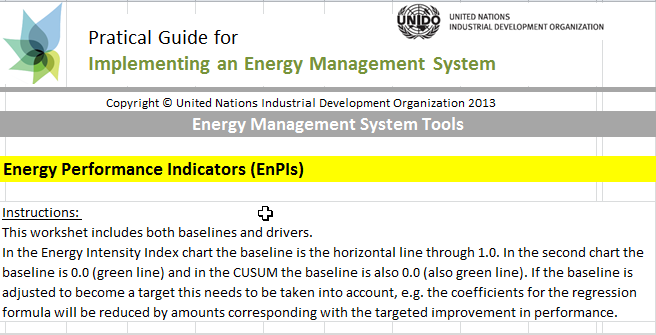 UNIDO
UNITED NATIONS
INDUSTRIAL DEVELOPMENT ORGANIZATION
Pratical Guide for
Implementing an Energy Management System
Copyright © United Nations Industrial Development Organization 2013
Energy Management System Tools
Energy Performance Indicators (EnPIs)
Instructions:
This workshet includes both baselines and drivers.
In the Energy Intensity Index chart the baseline is the horizontal line through 1.0. In the second chart the
baseline is 0.0 (green line) and in the CUSUM the baseline is also 0.0 (also green line). If the baseline is
adjusted to become a target this needs to be taken into account, e.g. the coefficients for the regression
formula will be reduced by amounts corresponding with the targeted improvement in performance.